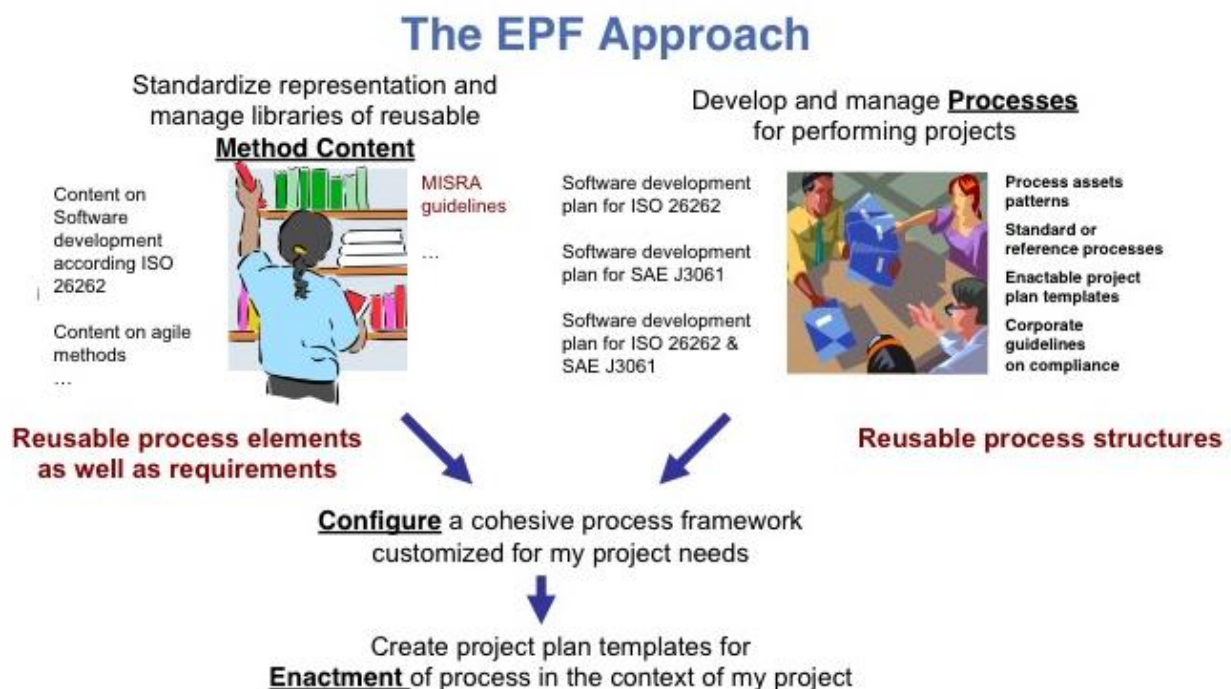 The EPF Approach
Standardize representation and
manage libraries of reusable
Method Content
Content on
Software
development
according ISO
26262
Content on agile
methods
...
MISRA
guidelines
...
Reusable process elements
as well as requirements
Develop and manage Processes
for performing projects
Software development
plan for ISO 26262
Software development
plan for SAE J3061
Software development
plan for ISO 26262 &
SAE J3061
Process assets
patterns
Standard or
reference processes
Enactable project
plan templates
Corporate
guidelines
on compliance
Reusable process structures
Configure a cohesive process framework
customized for my project needs
Create project plan templates for
Enactment of process in the context of my project